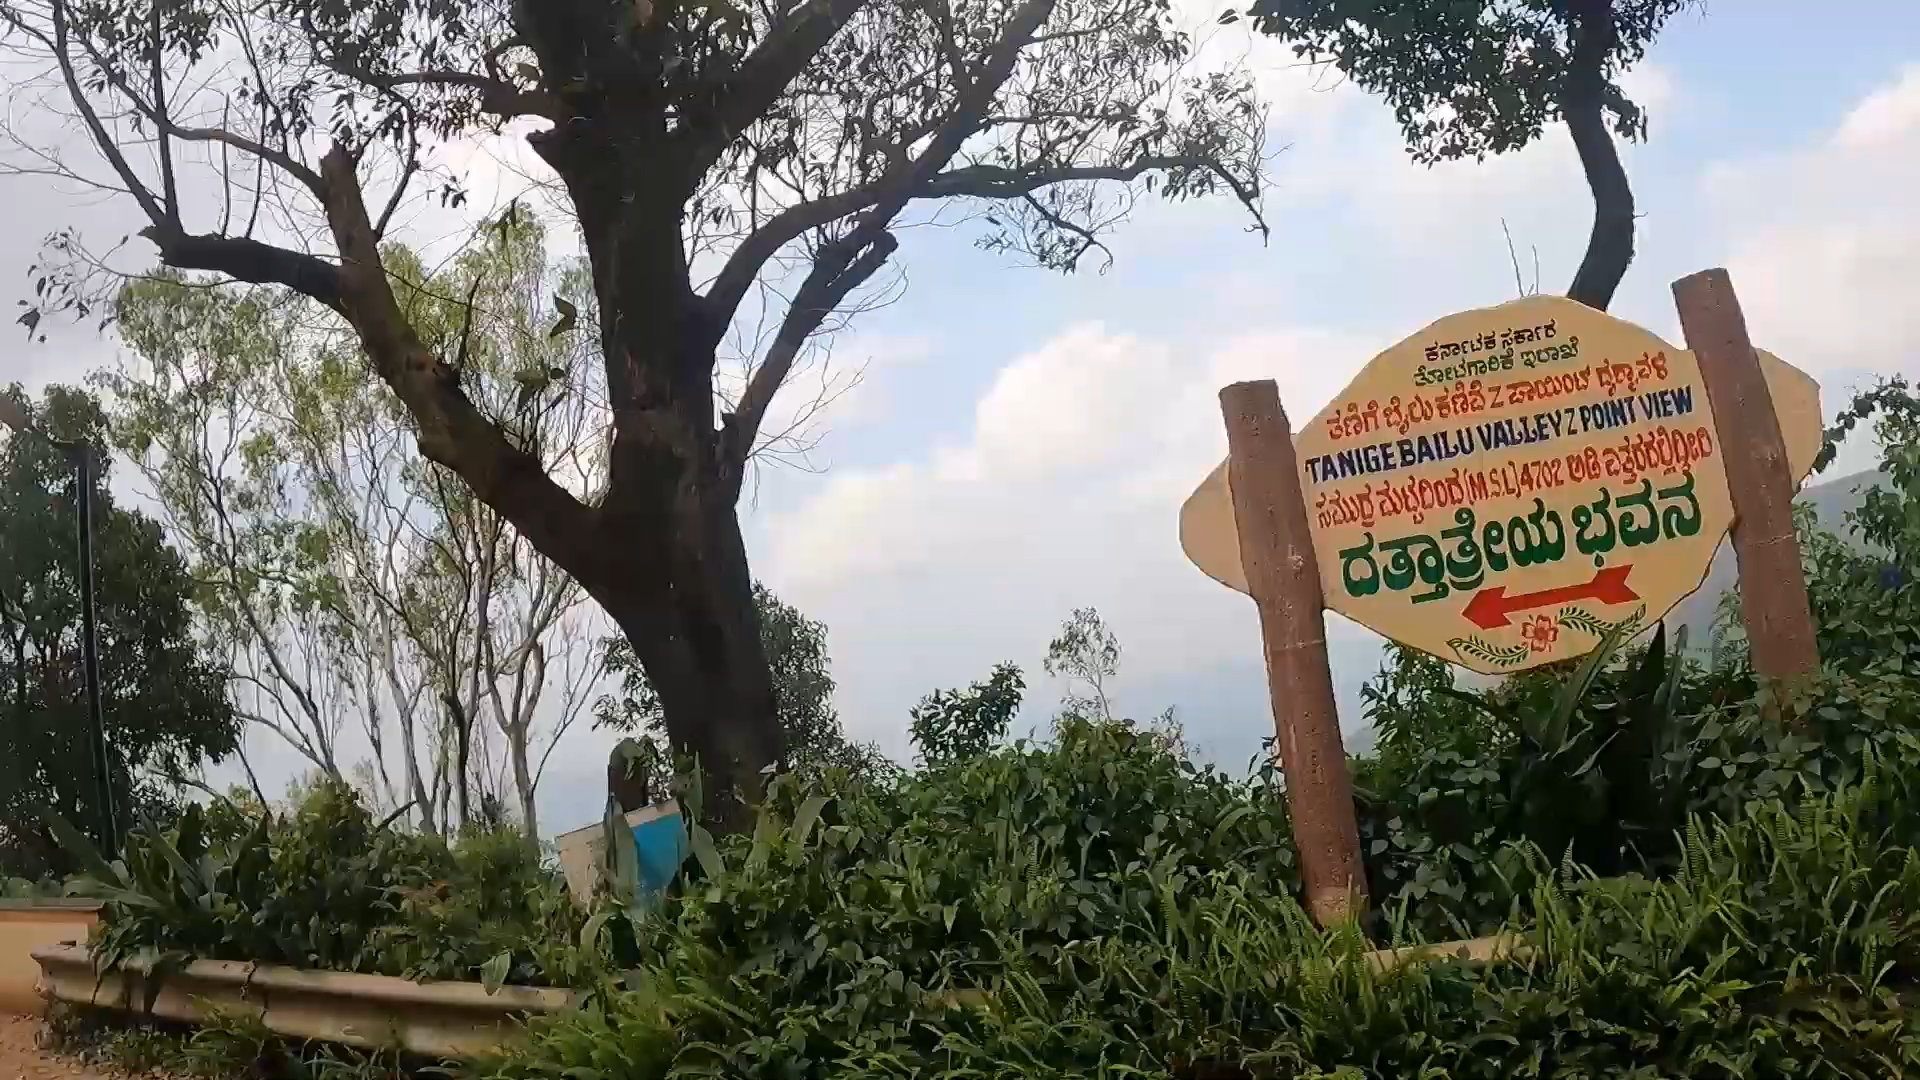 ಕರ್ನಾಟಕ ಸರ್ಕಾರ
ತೋಟಗಾರಿಕೆ ಇಲಾಖೆ
ತಣಿಗೆ ಬೈಲು ಕಣಿವೆ Z ಪಾಯಿಂಟ್
TANIGE BAILU VALLEY Z POINT VIEW
ಸಮುದ್ರ ಮಟ್ಟದಿಂದ (M.S.L) 4702 ಅಡಿ ಎತ್ತರದಲ್ಲಿದ್ದೀರಿ
ದತ್ತಾತ್ರೇಯ ಭವನ